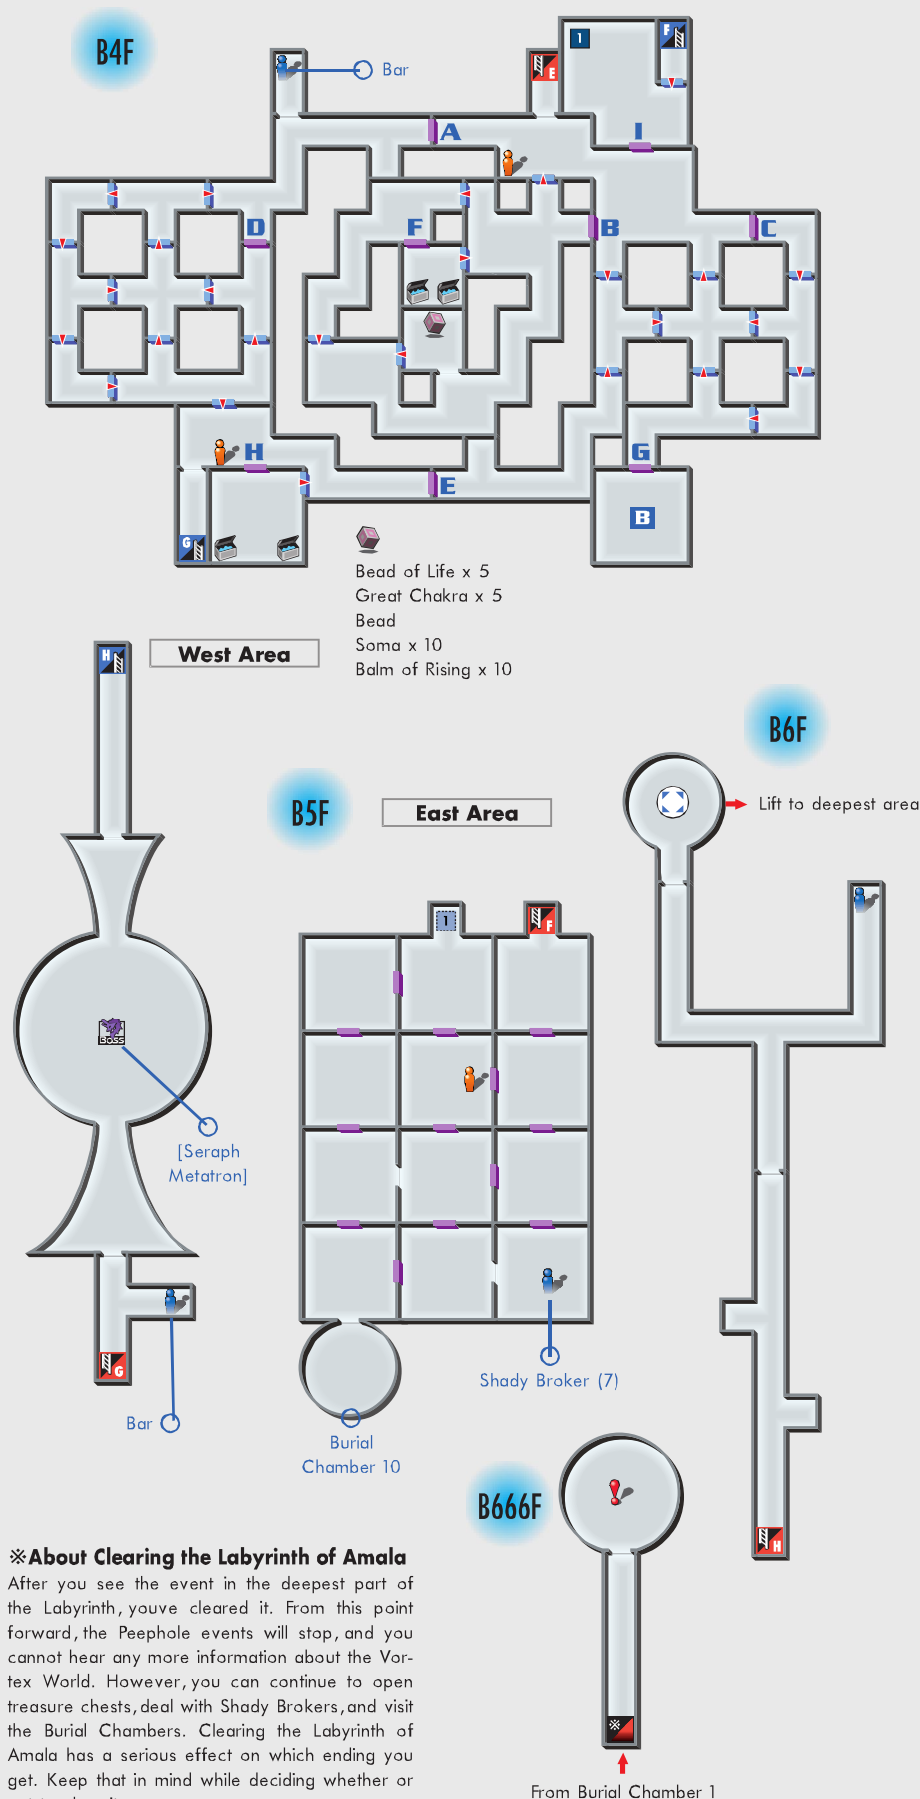 B4F
1
F
Bar
E
A
I
D
F
B
C
H
E
G
B
G
Bead of Life x 5
Great Chakra x 5
Bead
Soma x 10
Balm of Rising x 10
H
West Area
B6F
B5F
East Area
Lift to deepest area
1
F
BOSS
[Seraph
Metatron]
Shady Broker (7)
G
Bar
Burial
Chamber 10
B666F
H
※About Clearing the Labyrinth of Amala
After you see the event in the deepest part of
the Labyrinth, youve cleared it. From this point
forward, the Peephole events will stop, and you
cannot hear any more information about the Vor-
tex World. However, you can continue to open
treasure chests, deal with Shady Brokers, and visit
the Burial Chambers. Clearing the Labyrinth of
Amala has a serious effect on which ending you
get. Keep that in mind while deciding whether or
※
From Burial Chamber 1